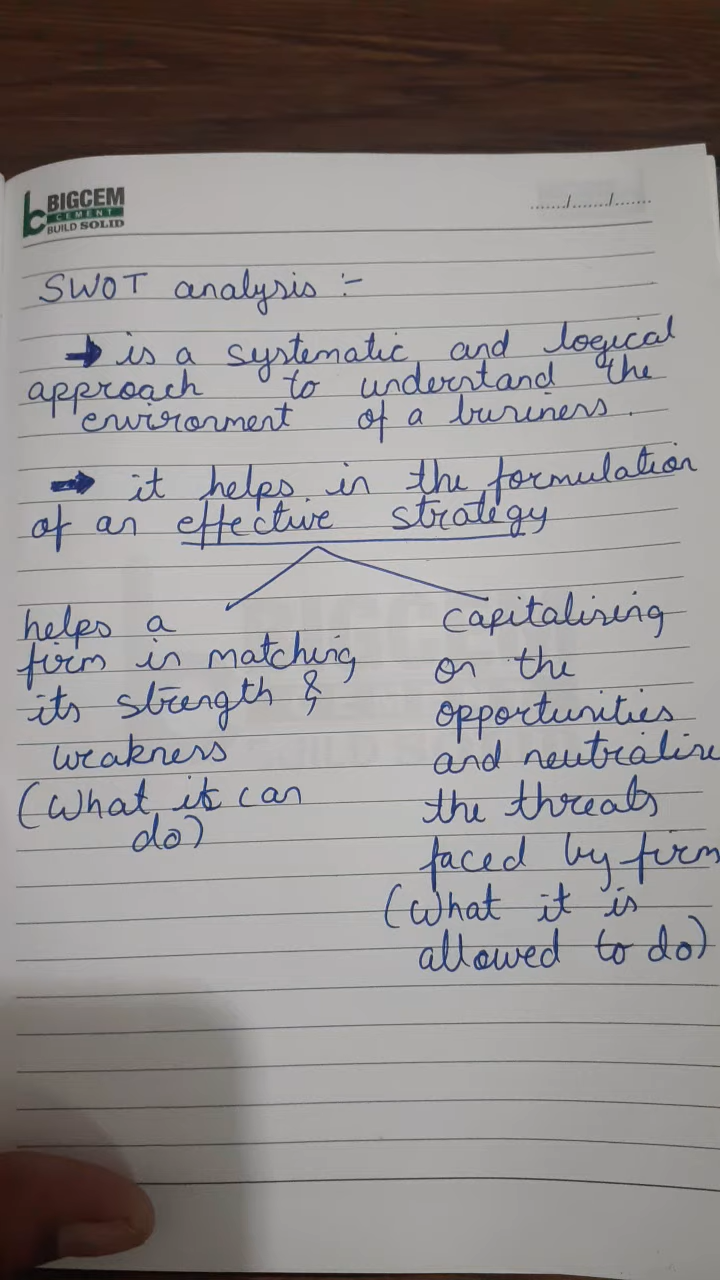 BIGCEM
CEMENT
BUILD SOLID
......./......./.......
SWOT analysis :-
→ is a systematic and logical
approach to understand the
environment of a business.
→ it helps in the formulation
of an effective strategy
helps a
firm in matching
its strength &
weakness
(What it can
do)
capitalising
on the
opportunities
and neutralise
the threats
faced by firm
(What it is
allowed to do)